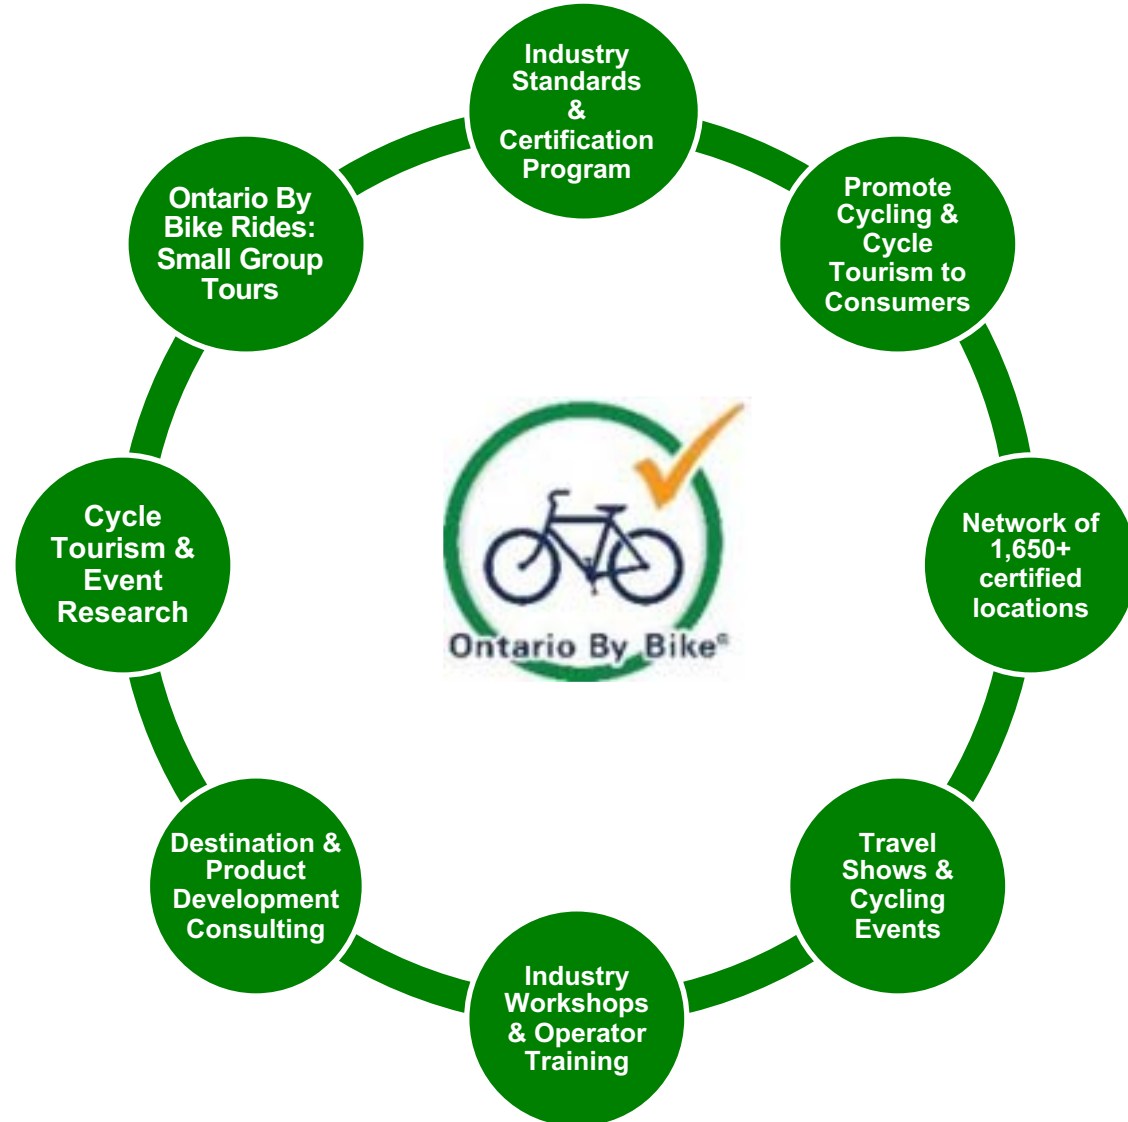 Industry
Standards
&
Certification
Program
Promote
Cycling &
Cycle
Tourism to
Consumers
Network of
1,650+
certified
locations
Travel
Shows &
Cycling
Events
Industry
Workshops
& Operator
Training
Destination &
Product
Development
Consulting
Cycle
Tourism &
Event
Research
Ontario By
Bike Rides:
Small Group
Tours
Ontario By Bike®